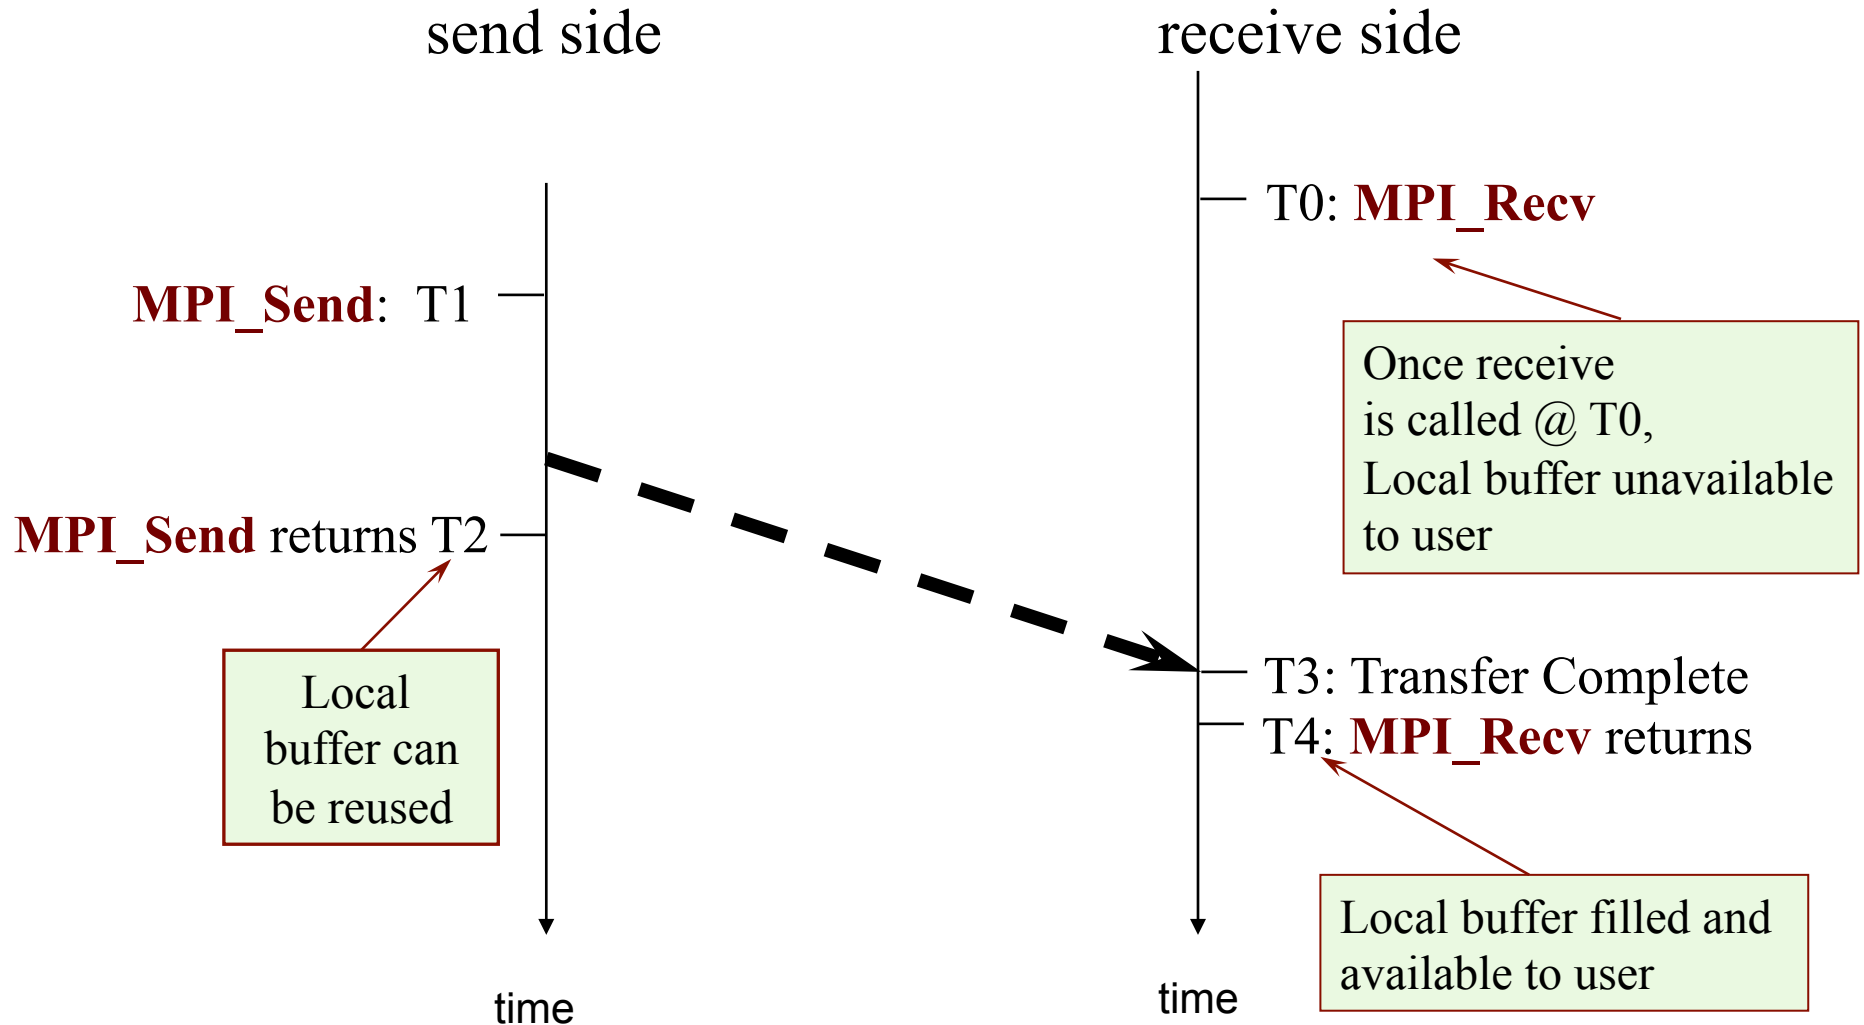 send side
receive side
T0: MPI_Recv
MPI_Send: T1
Once receive
is called @ T0,
Local buffer unavailable
to user
MPI_Send returns T2
Local
buffer can
be reused
T3: Transfer Complete
T4: MPI_Recv returns
Local buffer filled and
available to user
time
time